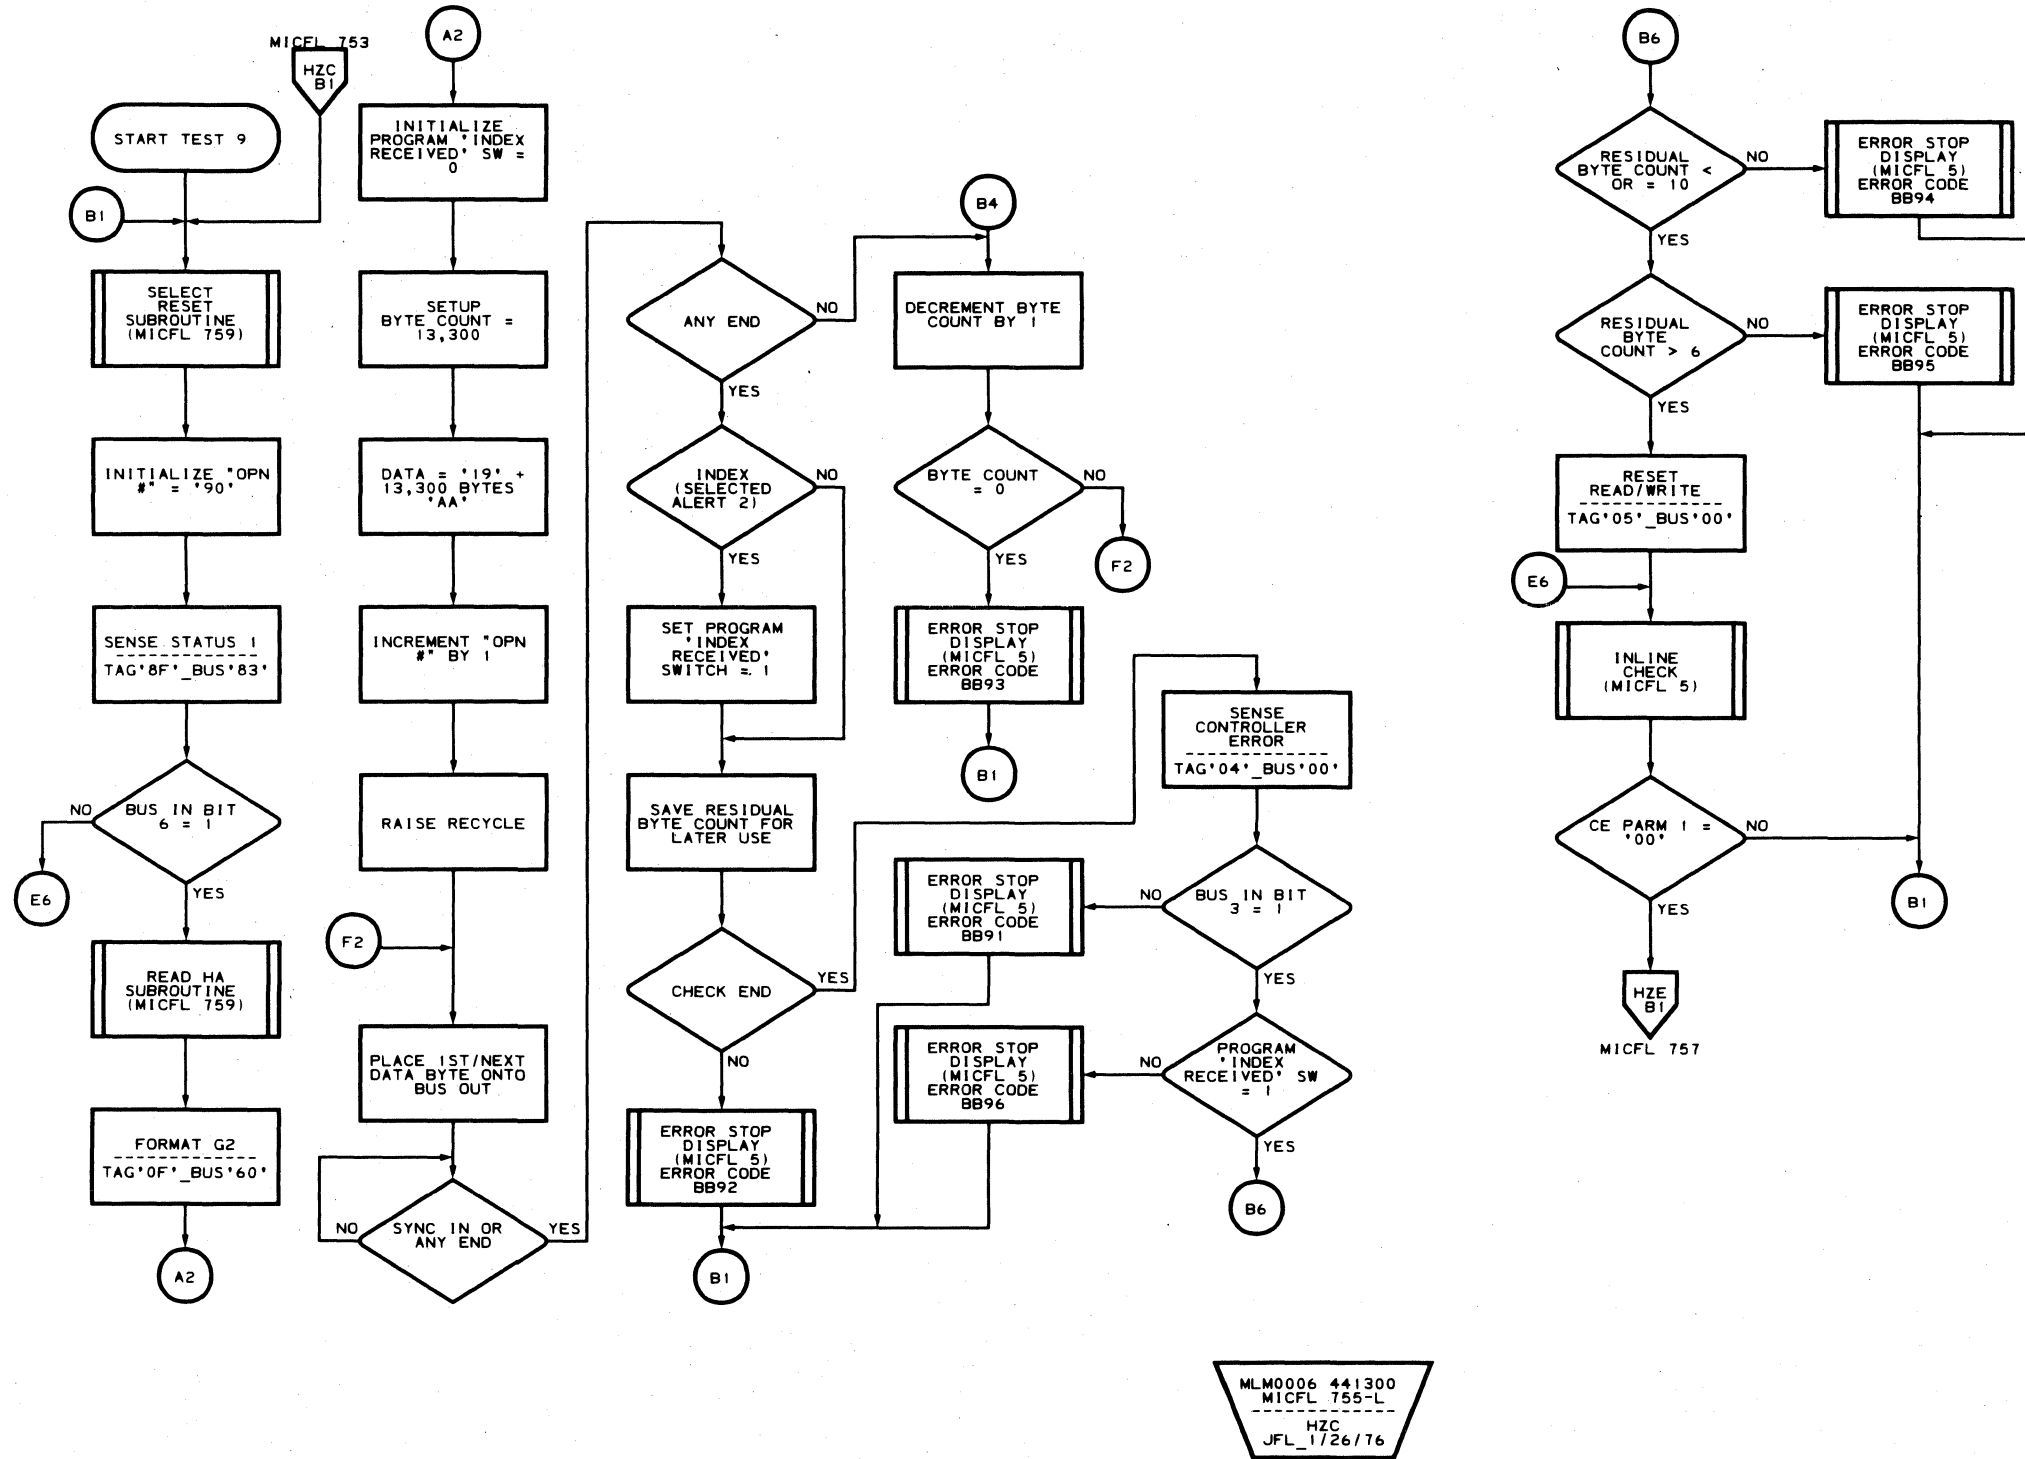 MICFL 753
HZC
B1
START TEST 9
B1
SELECT
RESET
SUBROUTINE
(MICFL 759)
INITIALIZE "OPN
#" = '90'
SENSE STATUS 1
TAG'8F'_BUS'83'
BUS IN BIT
6 = 1
NO
YES
E6
READ HA
SUBROUTINE
(MICFL 759)
FORMAT G2
TAG'0F'_BUS'60'
A2
A2
INITIALIZE
PROGRAM 'INDEX
RECEIVED' SW =
0
SETUP
BYTE COUNT =
13,300
DATA = '19' +
13,300 BYTES
'AA'
INCREMENT "OPN
#" BY 1
RAISE RECYCLE
F2
PLACE 1ST/NEXT
DATA BYTE ONTO
BUS OUT
SYNC IN OR
ANY END
NO
YES
ANY END
NO
YES
INDEX
(SELECTED
ALERT 2)
NO
YES
SET PROGRAM
'INDEX
RECEIVED'
SWITCH = 1
SAVE RESIDUAL
BYTE COUNT FOR
LATER USE
CHECK END
YES
NO
ERROR STOP
DISPLAY
(MICFL 5)
ERROR CODE
BB92
B1
B4
DECREMENT BYTE
COUNT BY 1
BYTE COUNT
= 0
NO
YES
F2
ERROR STOP
DISPLAY
(MICFL 5)
ERROR CODE
BB93
B1
ERROR STOP
DISPLAY
(MICFL 5)
ERROR CODE
BB91
ERROR STOP
DISPLAY
(MICFL 5)
ERROR CODE
BB96
SENSE
CONTROLLER
ERROR
TAG'04'_BUS'00'
BUS IN BIT
3 = 1
NO
YES
PROGRAM
'INDEX
RECEIVED' SW
= 1
NO
YES
B6
B6
RESIDUAL
BYTE COUNT <
OR = 10
NO
YES
ERROR STOP
DISPLAY
(MICFL 5)
ERROR CODE
BB94
RESIDUAL
BYTE
COUNT > 6
NO
YES
ERROR STOP
DISPLAY
(MICFL 5)
ERROR CODE
BB95
RESET
READ/WRITE
TAG'05'_BUS'00'
E6
INLINE
CHECK
(MICFL 5)
CE PARM 1 =
'00'
NO
YES
B1
HZE
B1
MICFL 757
MLM0006 441300
MICFL 755-L
HZC
JFL_1/26/76